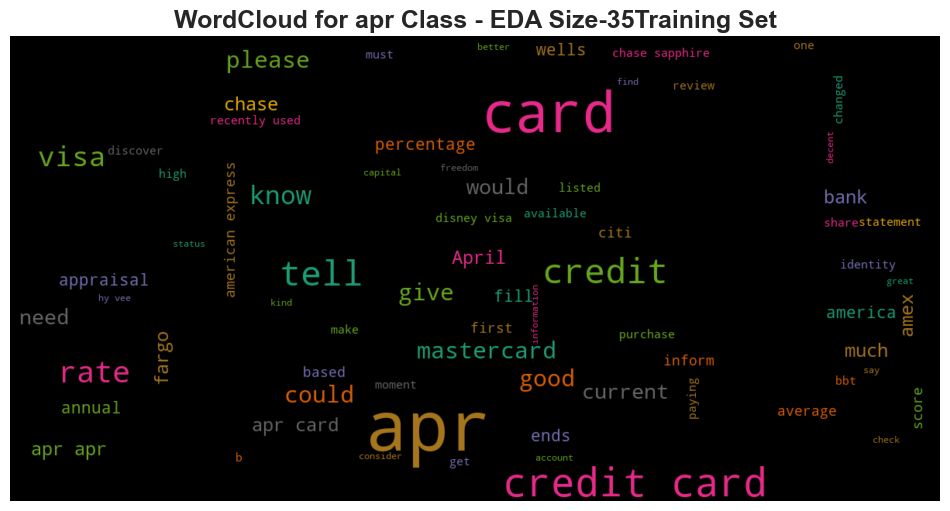 WordCloud for apr Class - EDA Size-35Training Set
better
wells
one
must
chase sapphire
please
find
review
changed
card
chase
recently used
percentage
decent
visa
discover
high
capital
freedom
would
listed
know
american express
bank
disney visa
available
share
statement
citi
status
April
identity
appraisal
tell
credit
great
hy vee
kind
give
fill
information
america
amex
need
make
first
purchase
mastercard
much
fargo
inform
rate
based
good
say
bbt
moment
could
current
paying
annual
average
score
apr card
apr
ends
check
apr apr
b
consider
get
account
credit card